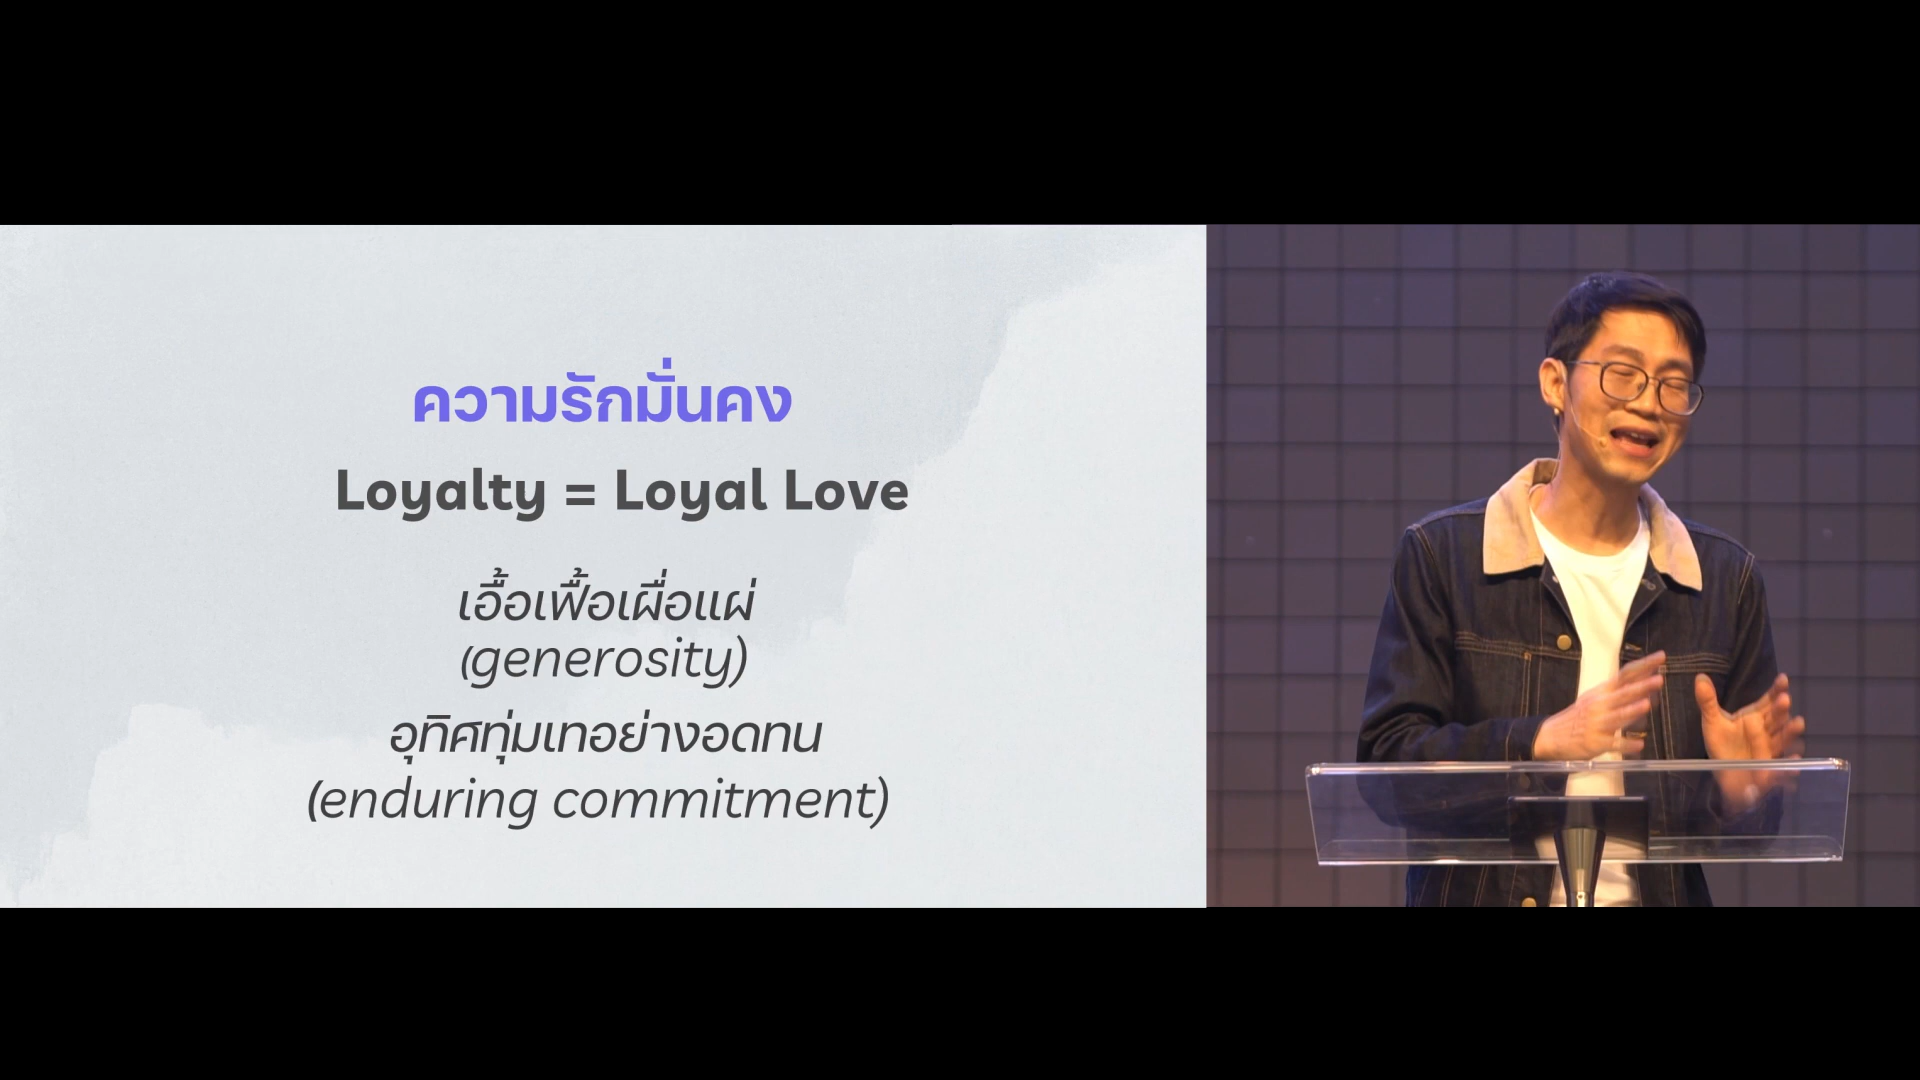 ความรักมั่นคง
Loyalty = Loyal Love
เอื้อเฟื้อเผื่อแผ่
(generosity)
อุทิศทุ่มเทอย่างอดทน
(enduring commitment)